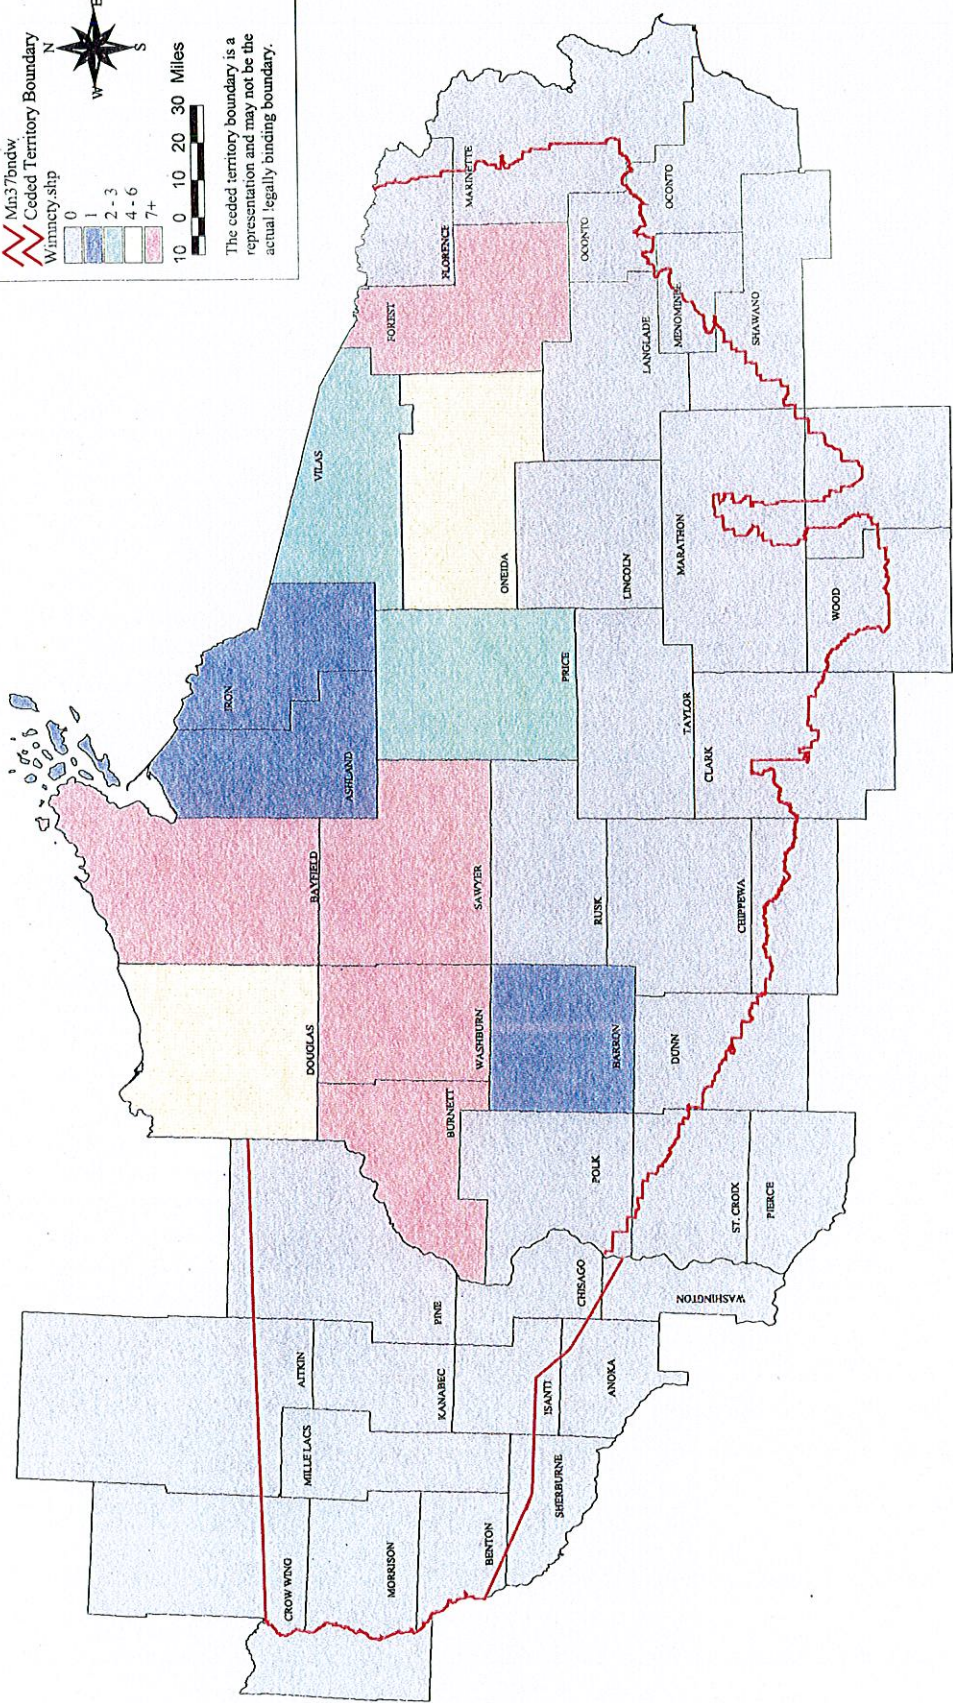 Mn37bndw
Ceded Territory Boundary
Wimncty.shp
0
1
2 - 3
4 - 6
7+
N
W
E
S
10 0 10 20 30 Miles
The ceded territory boundary is a
representation and may not be the
actual legally binding boundary.
FLORENCE
MARINETTE
FOREST
OCONTO
OCONTO
VILAS
LANGLADE
MENOMINEE
SHAWANO
ONEIDA
LINCOLN
MARATHON
WOOD
IRON
PRICE
TAYLOR
CLARK
ASHLAND
BAYFIELD
SAWYER
RUSK
CHIPPEWA
DOUGLAS
WASHBURN
BARRON
DUNN
BURNETT
POLK
ST. CROIX
PIERCE
PINE
CHISAGO
WASHINGTON
AITKIN
KANABEC
ISANTI
ANOKA
MILLE LACS
SHERBURNE
CROW WING
MORRISON
BENTON